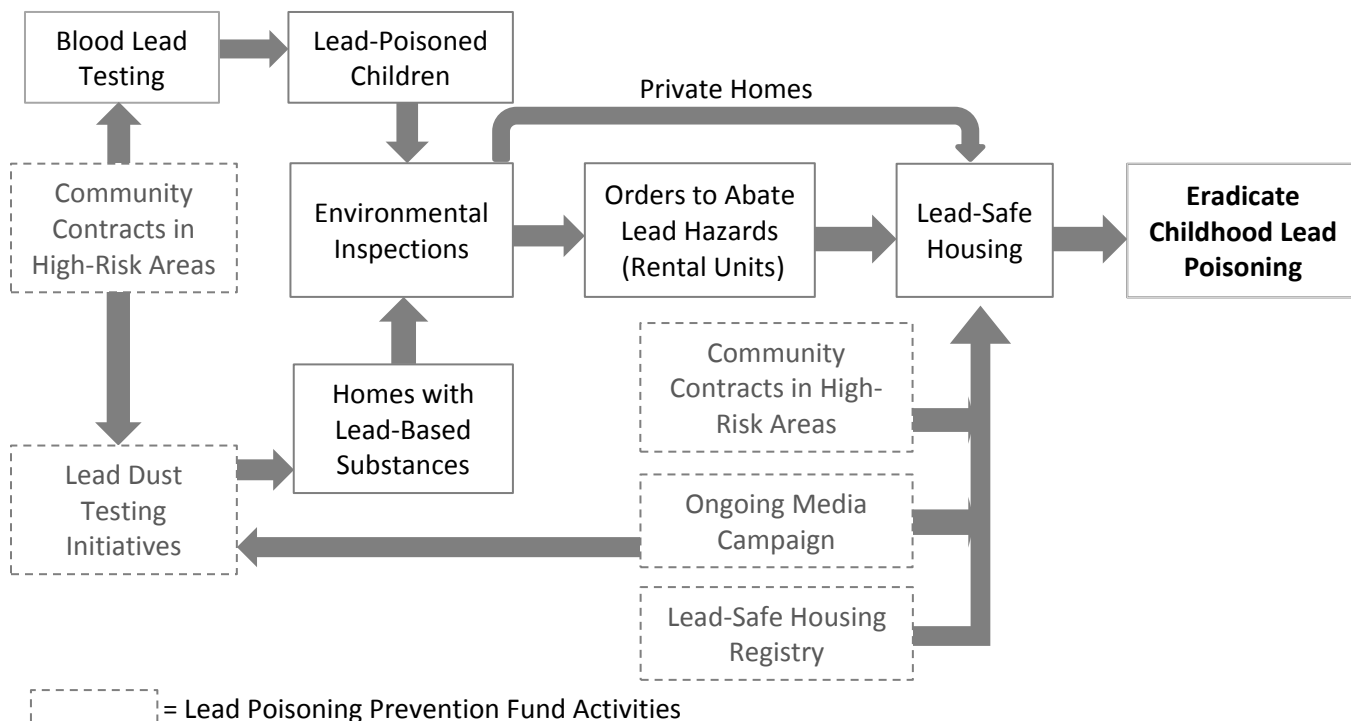 Blood Lead
Testing
Lead-Poisoned
Children
Private Homes
Community
Contracts in
High-Risk Areas
Environmental
Inspections
Orders to Abate
Lead Hazards
(Rental Units)
Lead-Safe
Housing
Eradicate
Childhood Lead
Poisoning
Homes with
Lead-Based
Substances
Community
Contracts in High-
Risk Areas
Lead Dust
Testing
Initiatives
Ongoing Media
Campaign
Lead-Safe Housing
Registry
= Lead Poisoning Prevention Fund Activities